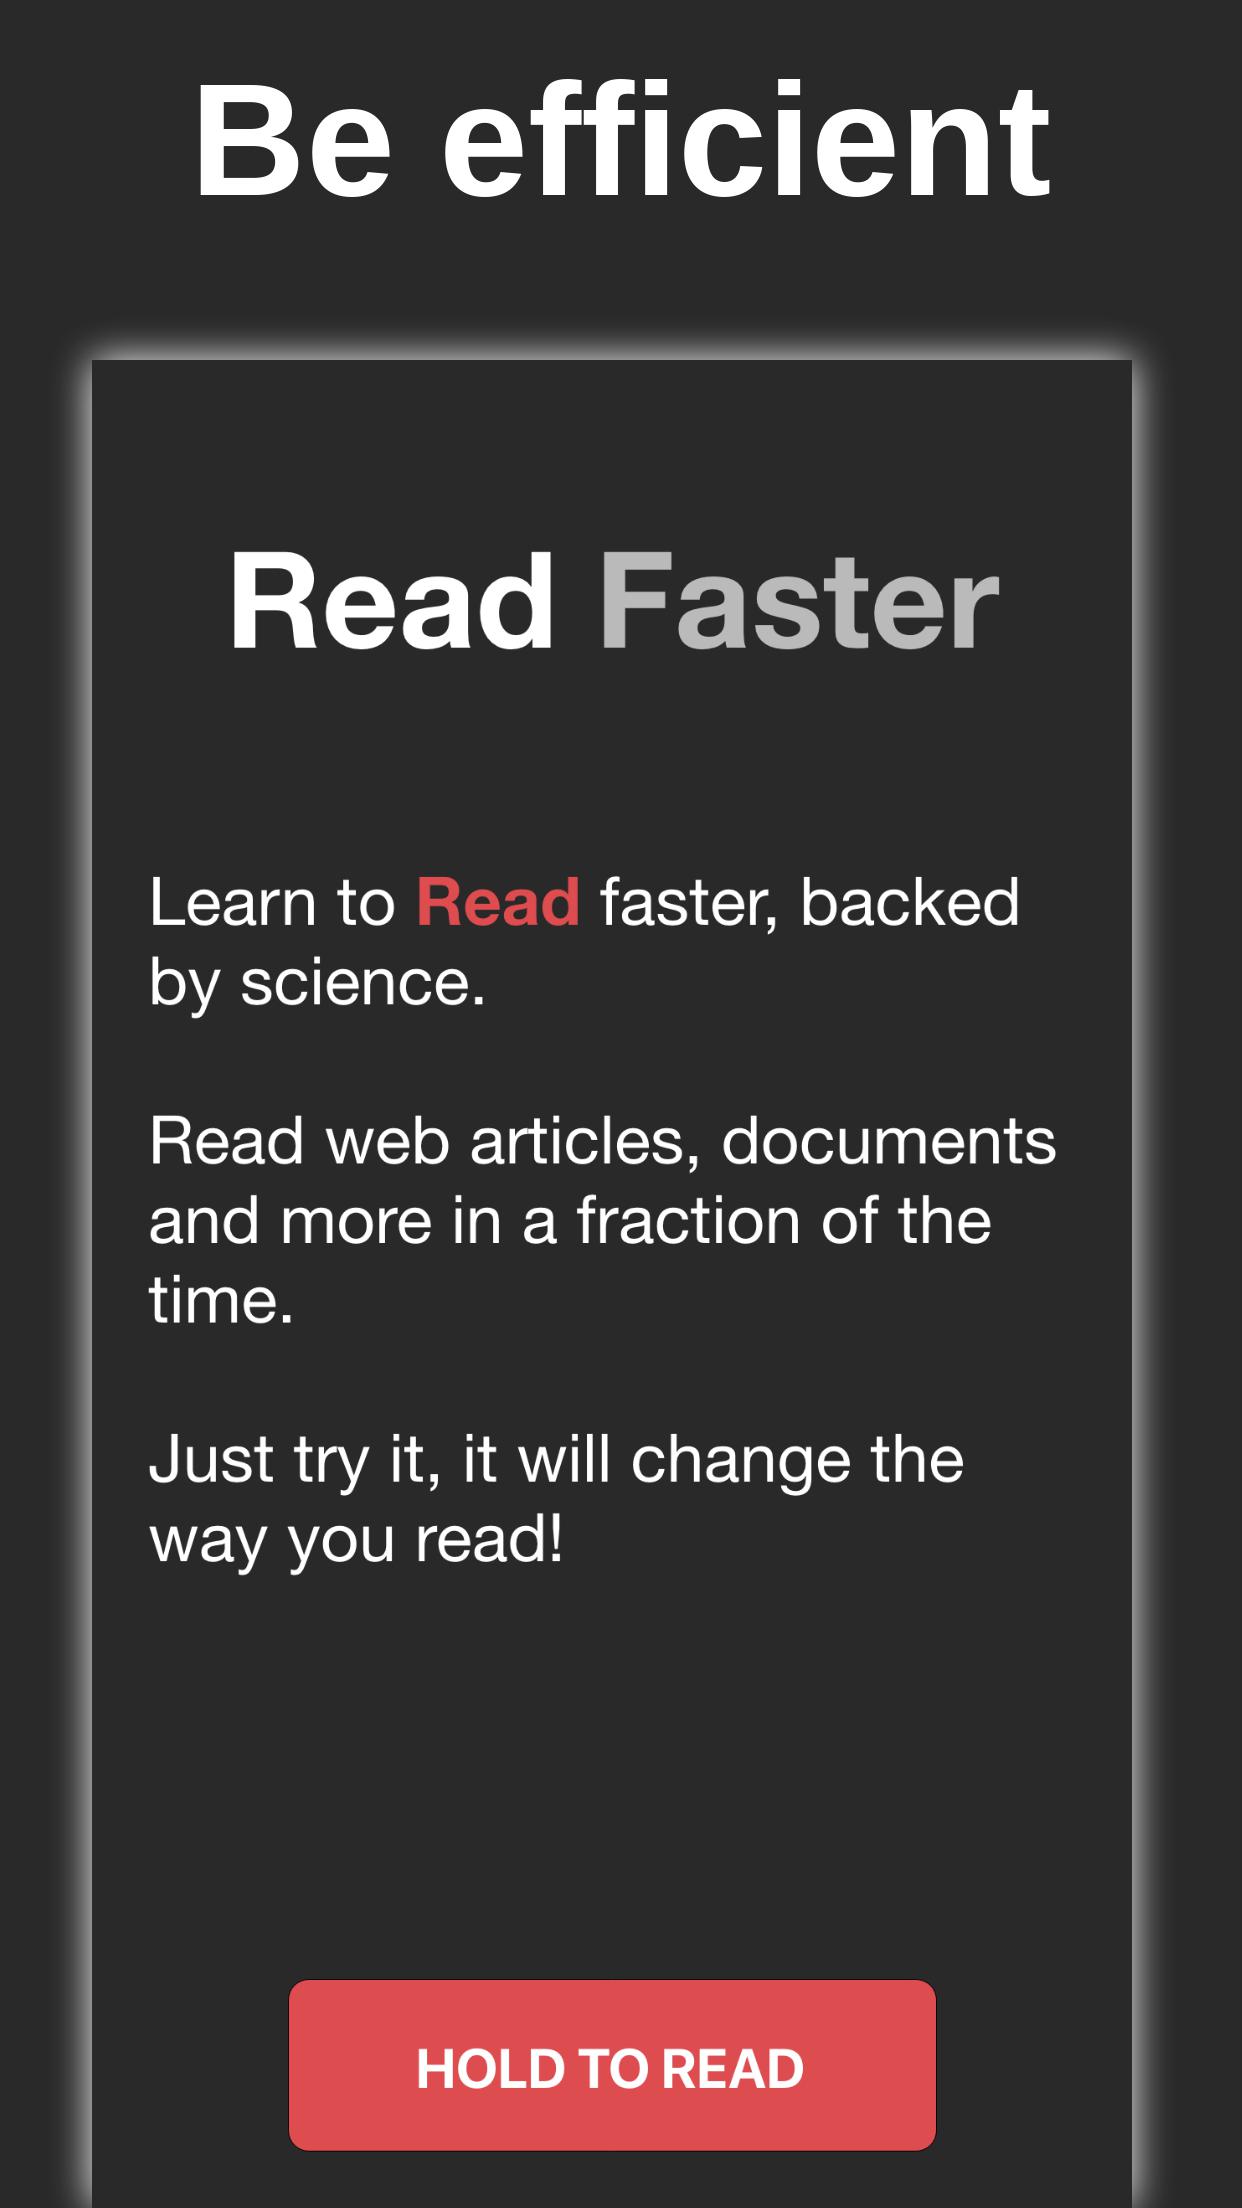 Be efficient
Read Faster
Learn to Read faster, backed
by science.
Read web articles, documents
and more in a fraction of the
time.
Just try it, it will change the
way you read!
HOLD TO READ